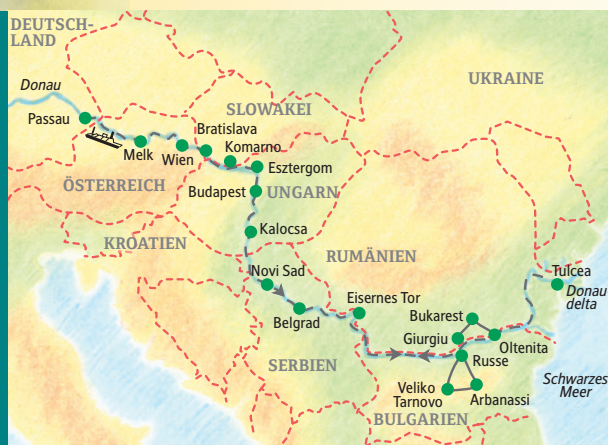 DEUTSCH-
LAND
Donau
UKRAINE
Passau
SLOWAKEI
Bratislava
Komarno
Melk
Wien
Esztergom
ÖSTERREICH
Budapest
UNGARN
Kalocsa
KROATIEN
RUMÄNIEN
Novi Sad
Tulcea
Eisernes Tor
Donau
delta
Bukarest
Belgrad
Giurgiu
Oltenita
Russe
SERBIEN
Schwarzes
Meer
Veliko
Tarnovo
Arbanassi
BULGARIEN